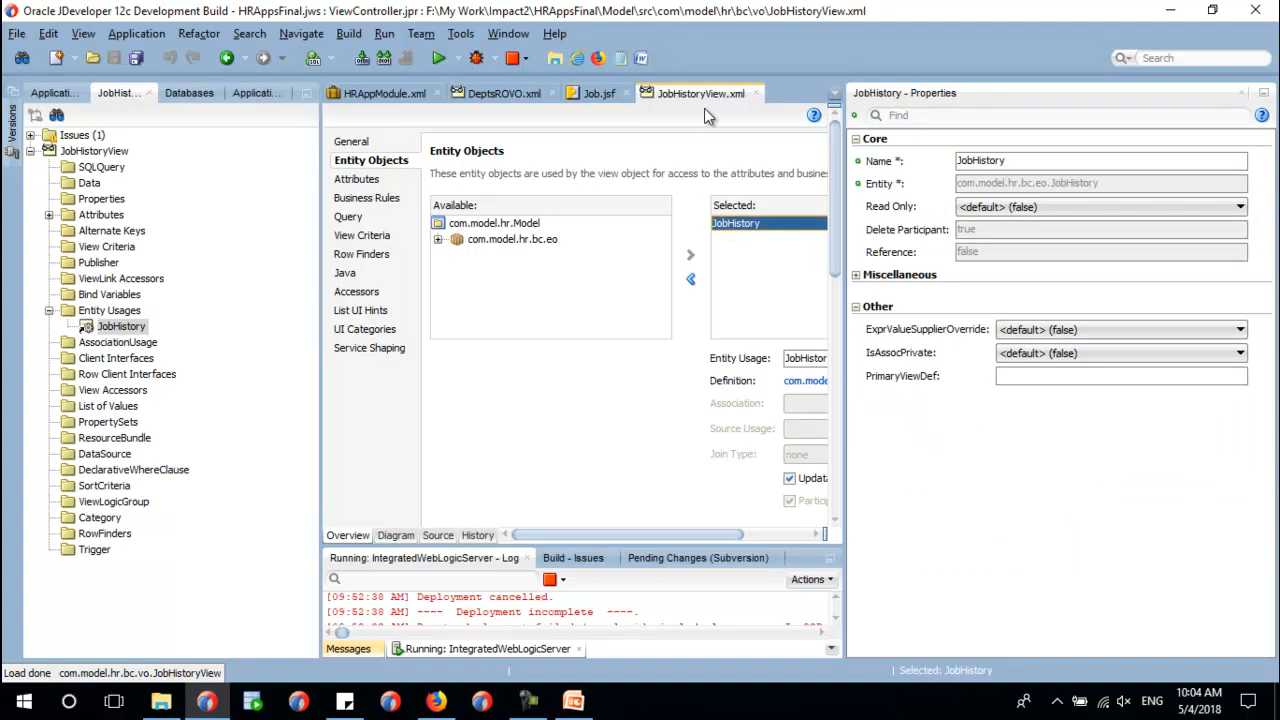 Oracle JDeveloper 12c Development Build - HRAppsFinal.jws : ViewController.jpr : F:\My Work\Impact2\HRAppsFinal\Model\src\com\model\hr\bc\vo\JobHistoryView.xml
File Edit View Application Refactor Search Navigate Build Run Team Tools Window Help
Search
Applicati... JobHist... Databases Applicati...
HRAppModule.xml DeptsROVO.xml Job.jsf JobHistoryView.xml
JobHistory - Properties
Versions
Issues (1)
JobHistoryView
SQLQuery
Data
Properties
Attributes
Alternate Keys
View Criteria
Publisher
ViewLink Accessors
Bind Variables
Entity Usages
JobHistory
AssociationUsage
Client Interfaces
Row Client Interfaces
View Accessors
List of Values
PropertySets
ResourceBundle
DataSource
DeclarativeWhereClause
SortCriteria
ViewLogicGroup
Category
RowFinders
Trigger
General
Entity Objects
Attributes
Business Rules
Query
View Criteria
Row Finders
Java
Accessors
List UI Hints
UI Categories
Service Shaping
Entity Objects
These entity objects are used by the view object for access to the attributes and busine
Available: Selected:
com.model.hr.Model JobHistory
com.model.hr.bc.eo
Entity Usage: JobHistor
Definition: com.mode
Association:
Source Usage:
Join Type: none
Updat
Partici
Overview Diagram Source History
Find
Core
Name *: JobHistory
Entity *: com.model.hr.bc.eo.JobHistory
Read Only: <default> (false)
Delete Participant: true
Reference: false
Miscellaneous
Other
ExprValueSupplierOverride: <default> (false)
IsAssocPrivate: <default> (false)
PrimaryViewDef:
Running: IntegratedWebLogicServer - Log Build - Issues Pending Changes (Subversion)
Actions
[09:52:38 AM] Deployment cancelled.
[09:52:38 AM] ---- Deployment incomplete ----.
Messages Running: IntegratedWebLogicServer
Load done com.model.hr.bc.vo.JobHistoryView
Selected: JobHistory
ENG
10:04 AM
5/4/2018